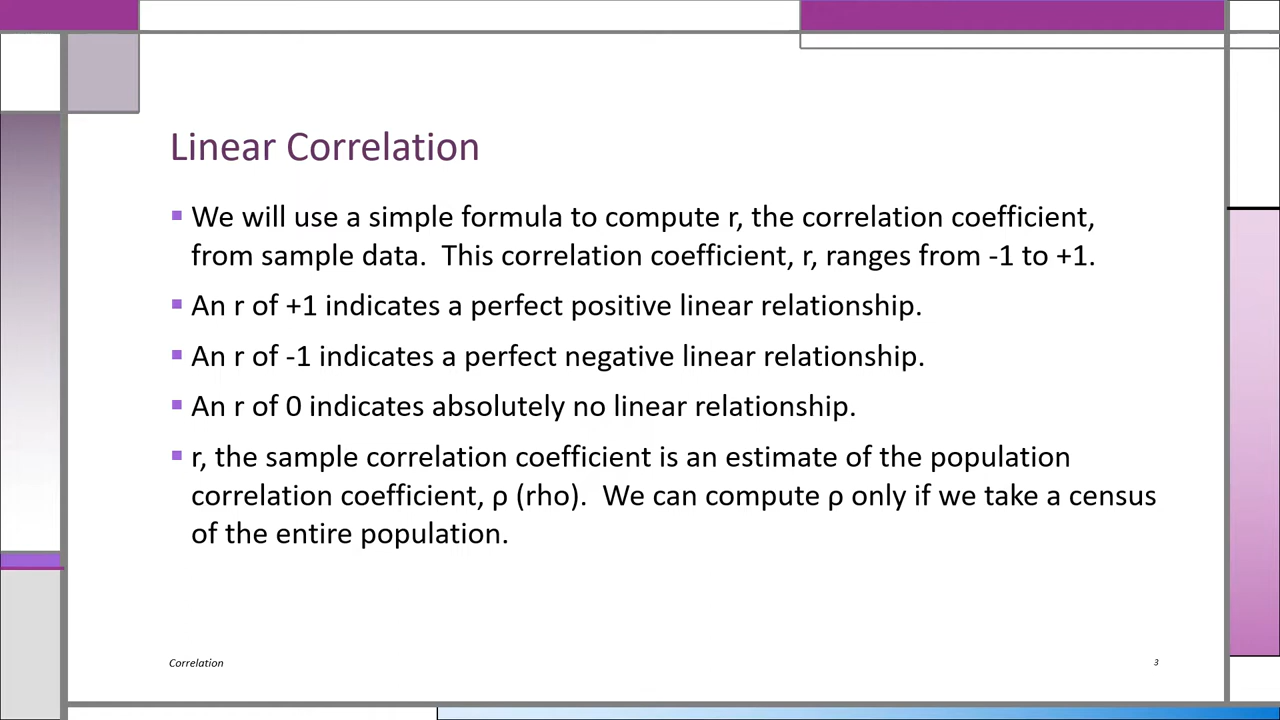 Linear Correlation
▪ We will use a simple formula to compute r, the correlation coefficient,
from sample data.  This correlation coefficient, r, ranges from -1 to +1.
▪ An r of +1 indicates a perfect positive linear relationship.
▪ An r of -1 indicates a perfect negative linear relationship.
▪ An r of 0 indicates absolutely no linear relationship.
▪ r, the sample correlation coefficient is an estimate of the population
correlation coefficient, ρ (rho).  We can compute ρ only if we take a census
of the entire population.
Correlation
3